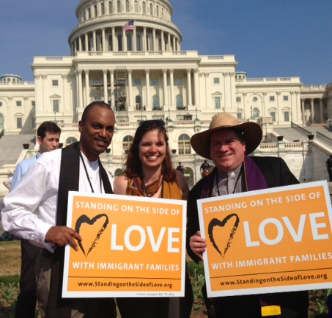 STANDING ON THE SIDE OF
LOVE
WITH IMMIGRANT FAMILIES
www.StandingontheSideofLove.org
STANDING ON THE SIDE OF
LOVE
WITH IMMIGRANT FAMILIES
www.StandingontheSideofLove.org